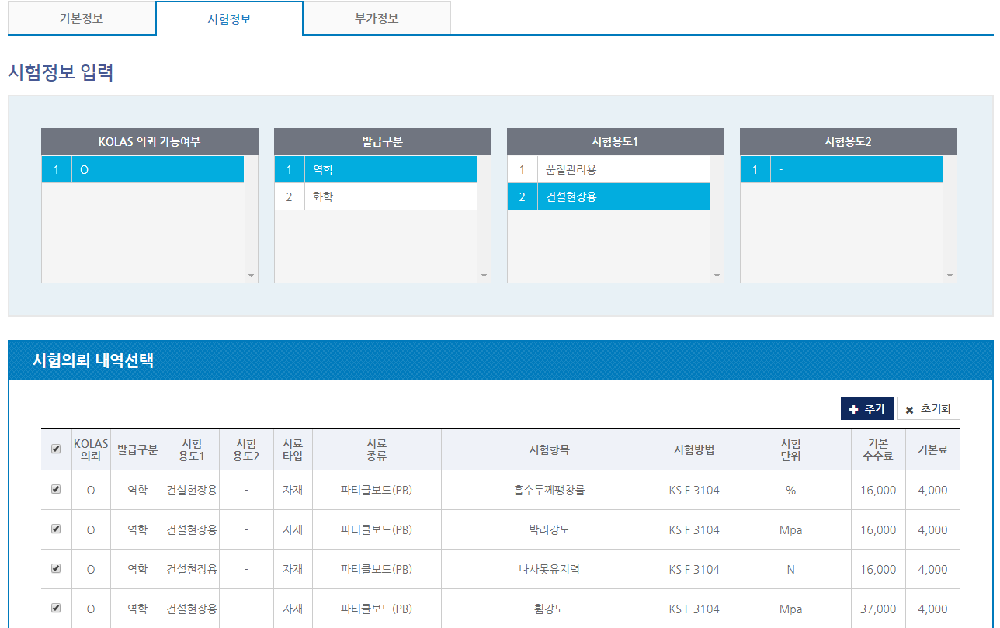 기본정보 시험정보 부가정보
시험정보 입력
KOLAS 의뢰 가능여부 발급구분 시험용도1 시험용도2
1 O 1 역학 1 품질관리용 1 -
2 화학 2 건설현장용
시험의뢰 내역선택
추가 초기화
KOLAS 의뢰 발급구분 시험 용도1 시험 용도2 시료 타입 시료 종류 시험항목 시험방법 시험 단위 기본 수수료 기본료
O 역학 건설현장용 - 자재 파티클보드(PB) 흡수두께팽창률 KS F 3104 % 16,000 4,000
O 역학 건설현장용 - 자재 파티클보드(PB) 박리강도 KS F 3104 Mpa 16,000 4,000
O 역학 건설현장용 - 자재 파티클보드(PB) 나사못유지력 KS F 3104 N 16,000 4,000
O 역학 건설현장용 - 자재 파티클보드(PB) 휨강도 KS F 3104 Mpa 37,000 4,000